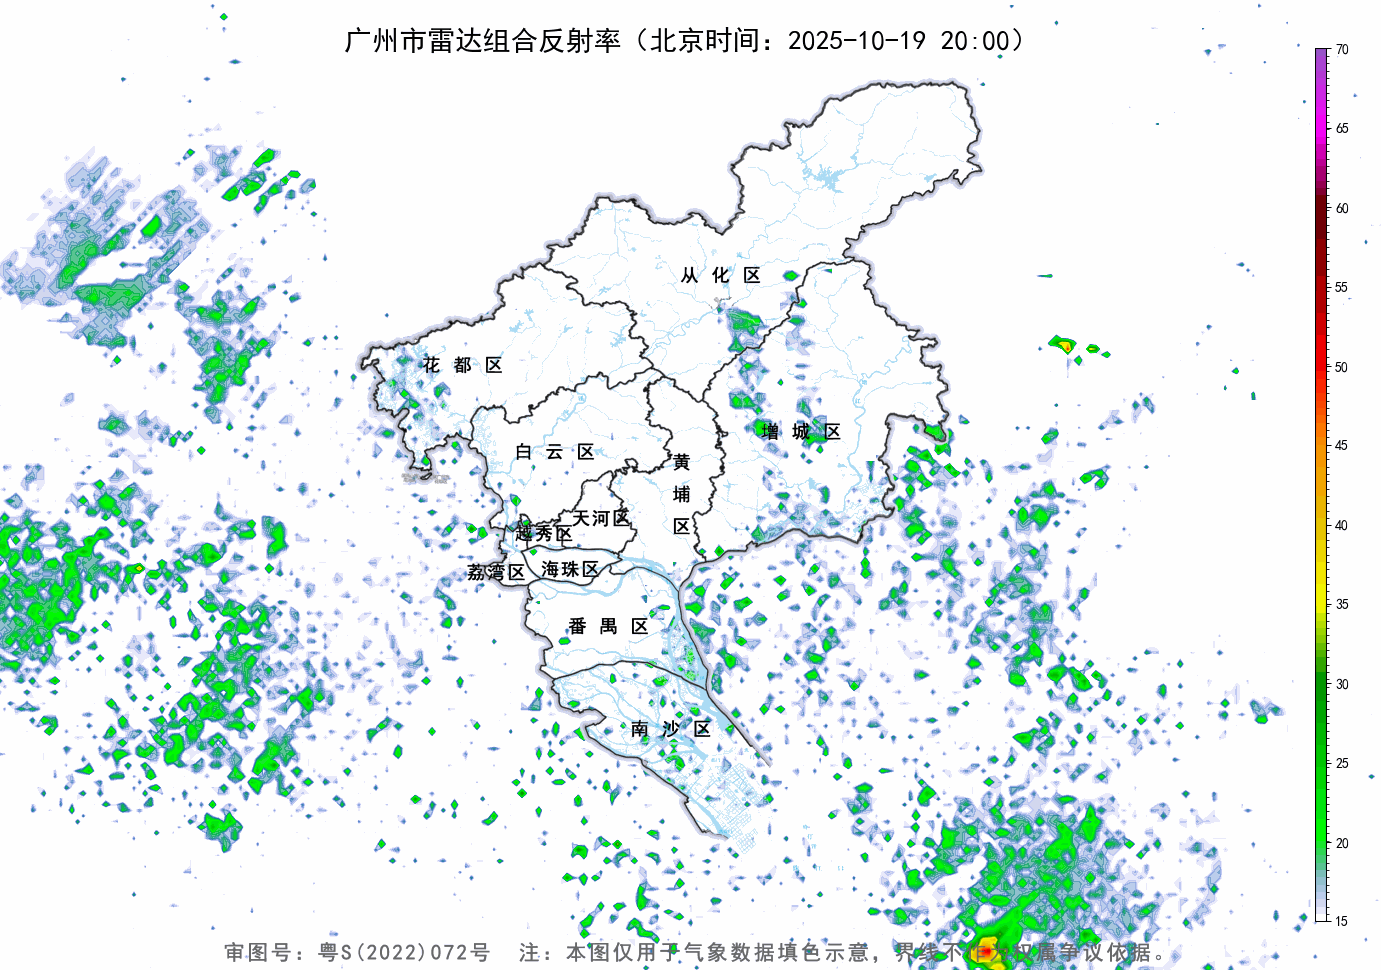 广州市雷达组合反射率（北京时间：2025-10-19 20:00）
70
65
60
55
50
45
40
35
30
25
20
15
从化区
花都区
增城区
白云区
黄埔区
天河区
越秀区
荔湾区
海珠区
番禺区
南沙区
审图号：粤S(2022)072号 注：本图仅用于气象数据填色示意，界线不作为权属争议依据。